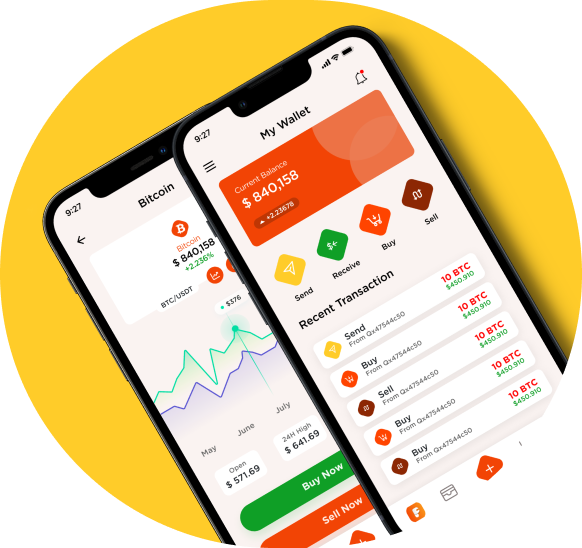 9:27
Bitcoin
Bitcoin
$ 840,158
+2.236%
BTC/USDT
$376
May
June
July
Open
$ 571.69
24H High
$ 641.69
Buy Now
Sell Now
9:27
My Wallet
Current Balance
$ 840,158
+2.23678
Send
Receive
Buy
Sell
Recent Transaction
Send
From Qx47544c50
10 BTC
$450.910
Buy
From Qx47544c50
10 BTC
$450.910
Sell
From Qx47544c50
10 BTC
$450.910
Buy
From Qx47544c50
10 BTC
$450.910
Buy
From Qx47544c50
10 BTC
$450.910